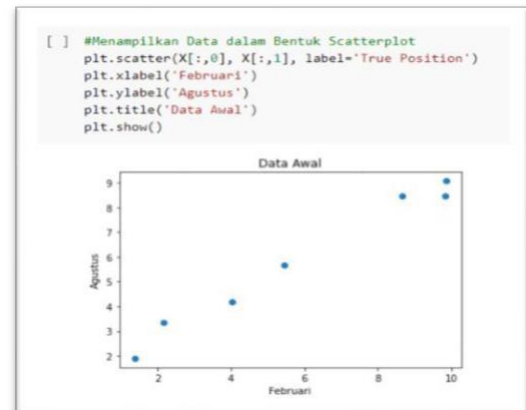 [ ] #Menampilkan Data dalam Bentuk Scatterplot
plt.scatter(X[:,0], X[:,1], label='True Position')
plt.xlabel('Februari')
plt.ylabel('Agustus')
plt.title('Data Awal')
plt.show()
Data Awal
9
8
7
6
5
4
3
2
Agustus
2 4 6 8 10
Februari